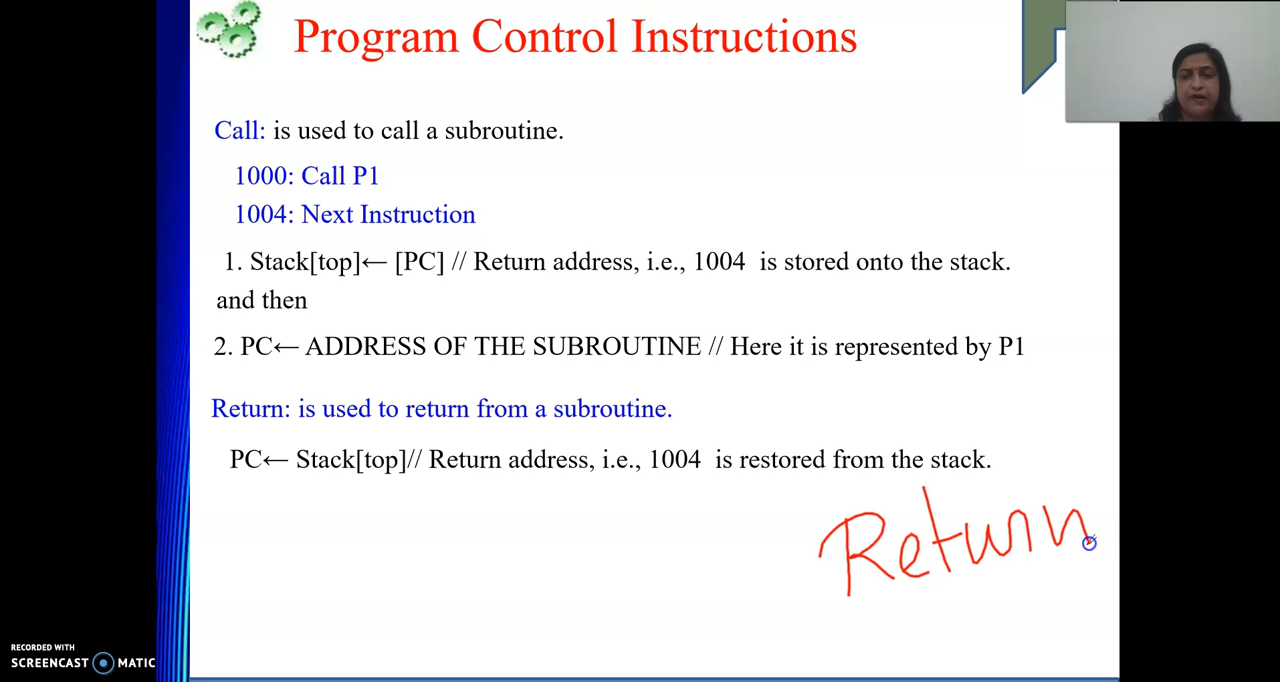 Program Control Instructions
Call: is used to call a subroutine.
1000: Call P1
1004: Next Instruction
1. Stack[top]← [PC] // Return address, i.e., 1004 is stored onto the stack.
and then
2. PC← ADDRESS OF THE SUBROUTINE // Here it is represented by P1
Return: is used to return from a subroutine.
PC← Stack[top]// Return address, i.e., 1004 is restored from the stack.
Return
RECORDED WITH
SCREENCAST MATIC